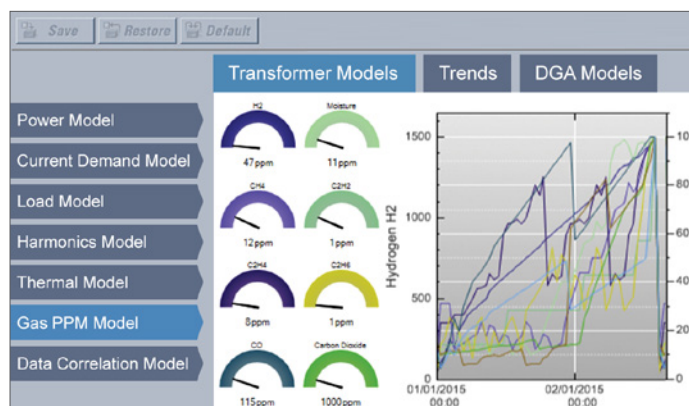 Save Restore Default
Transformer Models Trends DGA Models
Power Model
Current Demand Model
Load Model
Harmonics Model
Thermal Model
Gas PPM Model
Data Correlation Model
H2 Moisture
47ppm 11ppm
CH4 C2H2
12ppm 1ppm
C2H4 C2H6
8ppm 1ppm
CO Carbon Dioxide
115ppm 1000ppm
Hydrogen H2
1500
1000
500
0
80
60
40
20
0
01/01/2015 02/01/2015
00:00 00:00